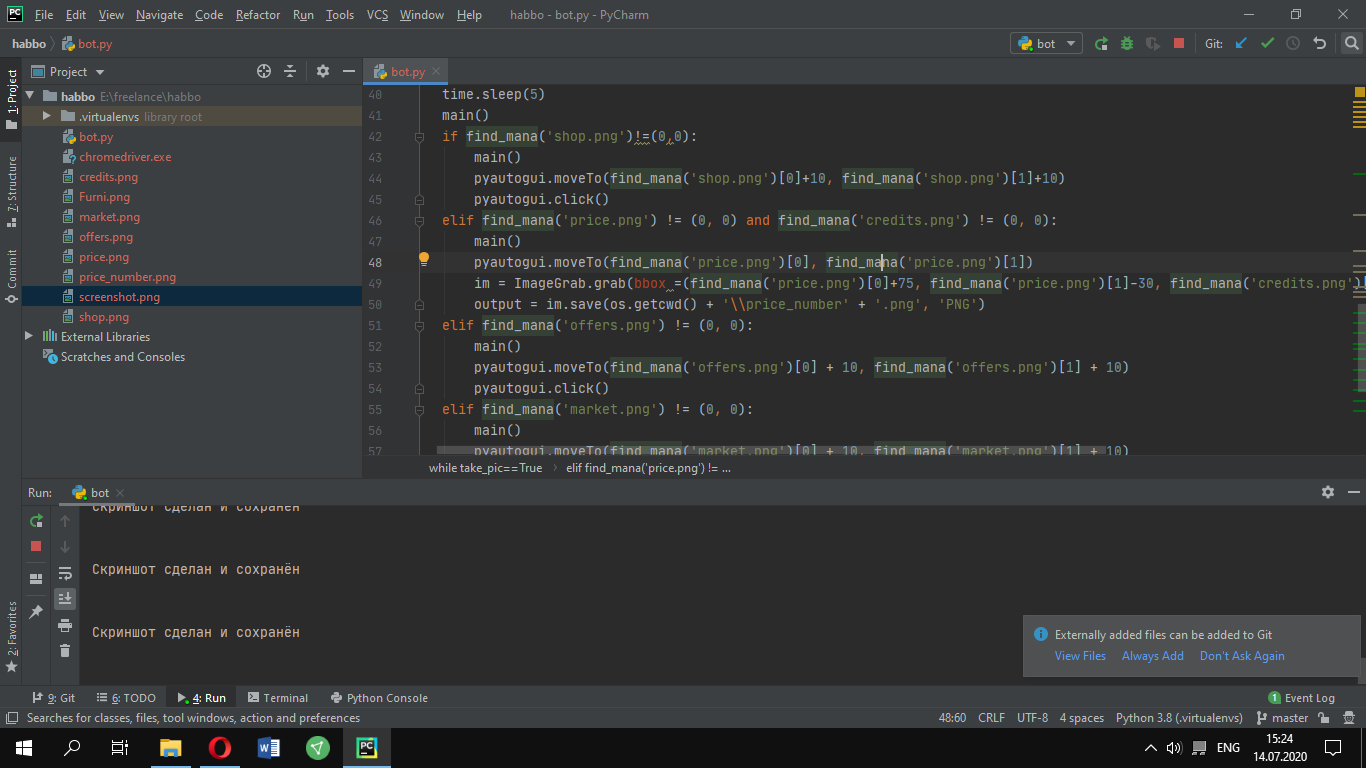 PC File Edit View Navigate Code Refactor Run Tools VCS Window Help habbo - bot.py - PyCharm
habbo bot.py bot Git:
Project bot.py
habbo E:\freelance\habbo
.virtualenvs library root
bot.py
chromedriver.exe
credits.png
Furni.png
market.png
offers.png
price.png
price_number.png
screenshot.png
shop.png
External Libraries
Scratches and Consoles
1: Project
7: Structure
Commit
2: Favorites
40 time.sleep(5)
41 main()
42 if find_mana('shop.png')!=(0,0):
43 main()
44 pyautogui.moveTo(find_mana('shop.png')[0]+10, find_mana('shop.png')[1]+10)
45 pyautogui.click()
46 elif find_mana('price.png') != (0, 0) and find_mana('credits.png') != (0, 0):
47 main()
48 pyautogui.moveTo(find_mana('price.png')[0], find_mana('price.png')[1])
49 im = ImageGrab.grab(bbox =(find_mana('price.png')[0]+75, find_mana('price.png')[1]-30, find_mana('credits.png')[
50 output = im.save(os.getcwd() + '\\price_number' + '.png', 'PNG')
51 elif find_mana('offers.png') != (0, 0):
52 main()
53 pyautogui.moveTo(find_mana('offers.png')[0] + 10, find_mana('offers.png')[1] + 10)
54 pyautogui.click()
55 elif find_mana('market.png') != (0, 0):
56 main()
57 pyautogui.moveTo(find_mana('market.png')[0] + 10, find_mana('market.png')[1] + 10)
while take_pic==True elif find_mana('price.png') != ...
Run: bot
Скриншот сделан и сохранён
Скриншот сделан и сохранён
Скриншот сделан и сохранён
Externally added files can be added to Git
View Files Always Add Don't Ask Again
9: Git 6: TODO 4: Run Terminal Python Console 1 Event Log
Searches for classes, files, tool windows, action and preferences 48:60 CRLF UTF-8 4 spaces Python 3.8 (.virtualenvs) master
W PC ENG 15:24
14.07.2020